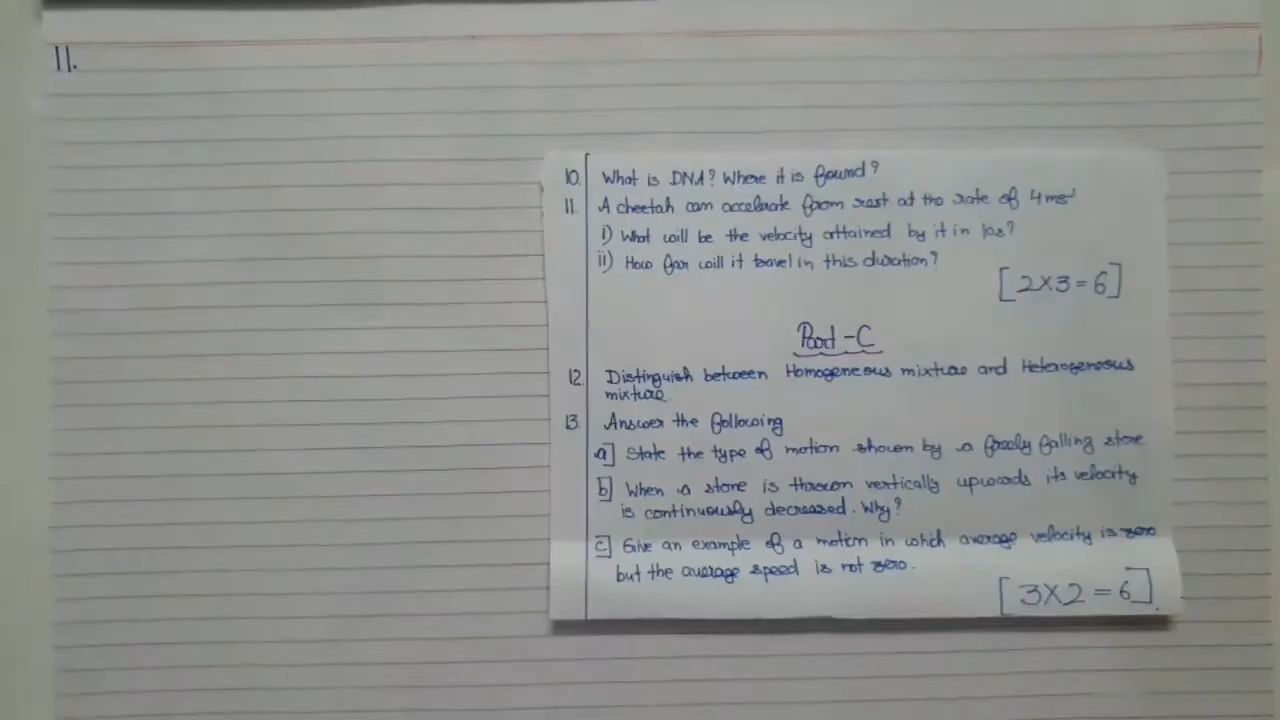 11.
10. What is DNA? Where it is found?
11. A cheetah can accelerate from rest at the rate of 4ms-1
i) What will be the velocity attained by it in 10s?
ii) How far will it travel in this duration?
[2×3=6]
Part-C
12. Distinguish between Homogeneous mixture and Heterogeneous
mixture.
13. Answer the following
a] State the type of motion shown by a freely falling stone
b] When a stone is thrown vertically upwards its velocity
is continuously decreased. Why?
c] Give an example of a motion in which average velocity is zero
but the average speed is not zero.
[3×2=6].